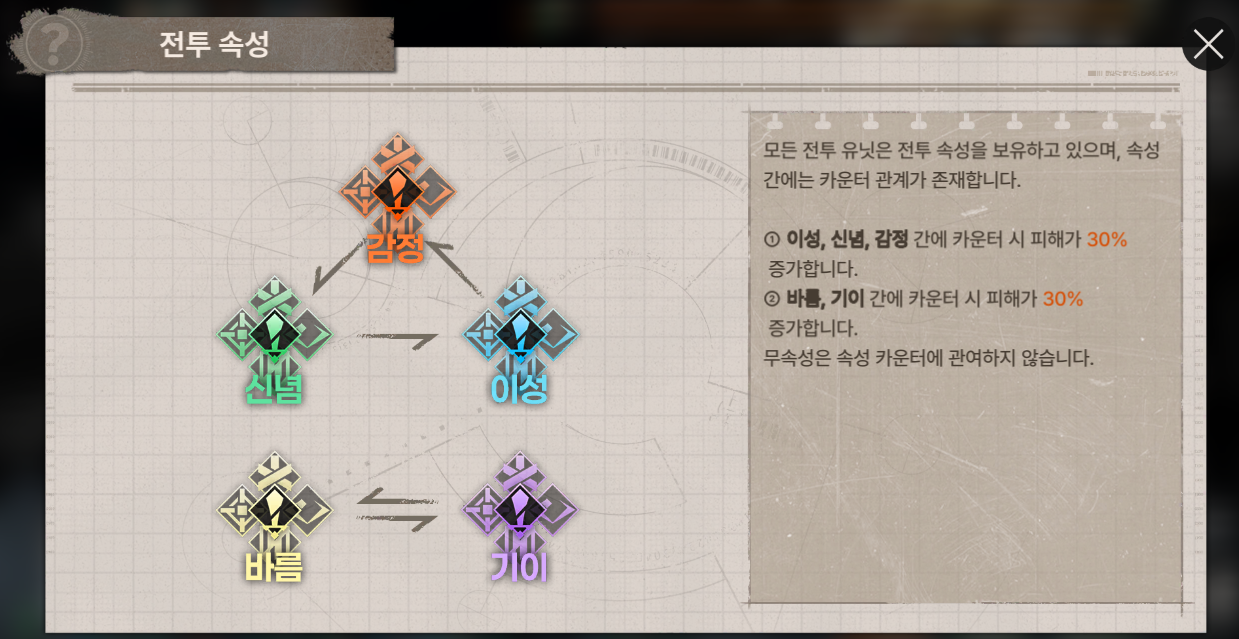 전투 속성
모든 전투 유닛은 전투 속성을 보유하고 있으며, 속성
간에는 카운터 관계가 존재합니다.
① 이성, 신념, 감정 간에 카운터 시 피해가 30%
증가합니다.
② 바름, 기이 간에 카운터 시 피해가 30%
증가합니다.
무속성은 속성 카운터에 관여하지 않습니다.
감정
신념
이성
바름
기이